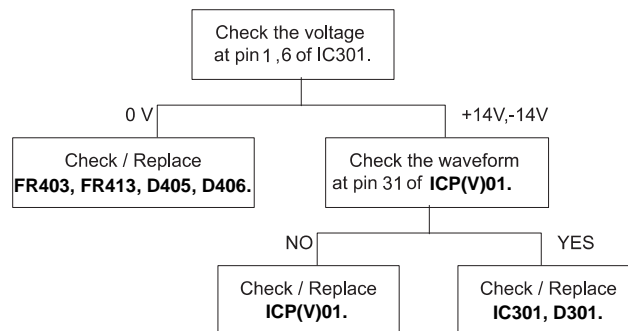 Check the voltage
at pin 1 ,6 of IC301.
0 V
+14V,-14V
Check / Replace
FR403, FR413, D405, D406.
Check the waveform
at pin 31 of ICP(V)01.
NO
YES
Check / Replace
ICP(V)01.
Check / Replace
IC301, D301.